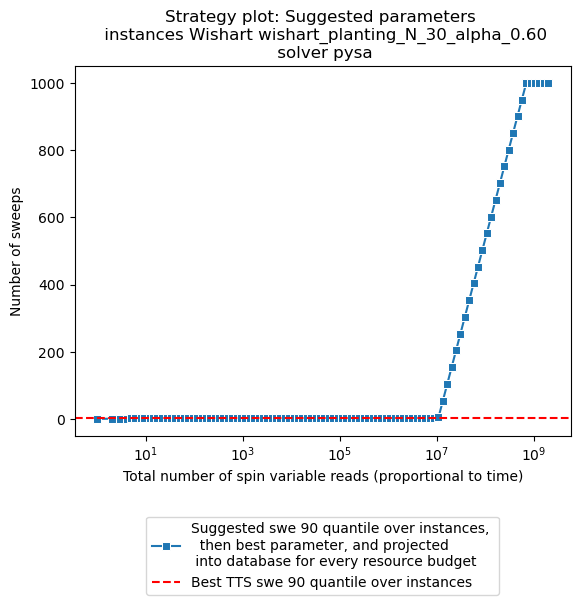 Strategy plot: Suggested parameters
instances Wishart wishart_planting_N_30_alpha_0.60
solver pysa
1000
800
600
400
200
0
Number of sweeps
10^1
10^3
10^5
10^7
10^9
Total number of spin variable reads (proportional to time)
Suggested swe 90 quantile over instances,
then best parameter, and projected
into database for every resource budget
Best TTS swe 90 quantile over instances